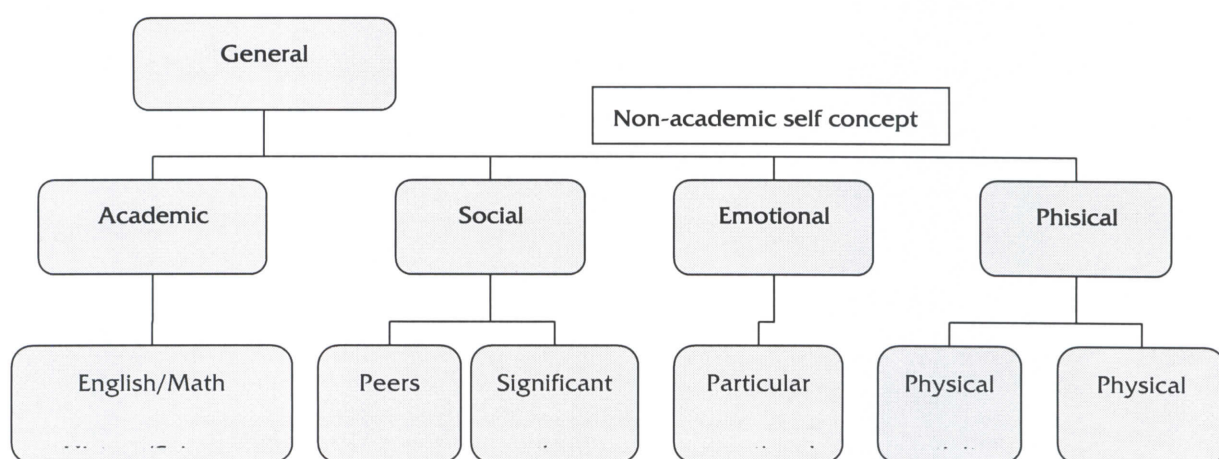 General
Non-academic self concept
Academic
Social
Emotional
Phisical
English/Math
Peers
Significant
Particular
Physical
Physical